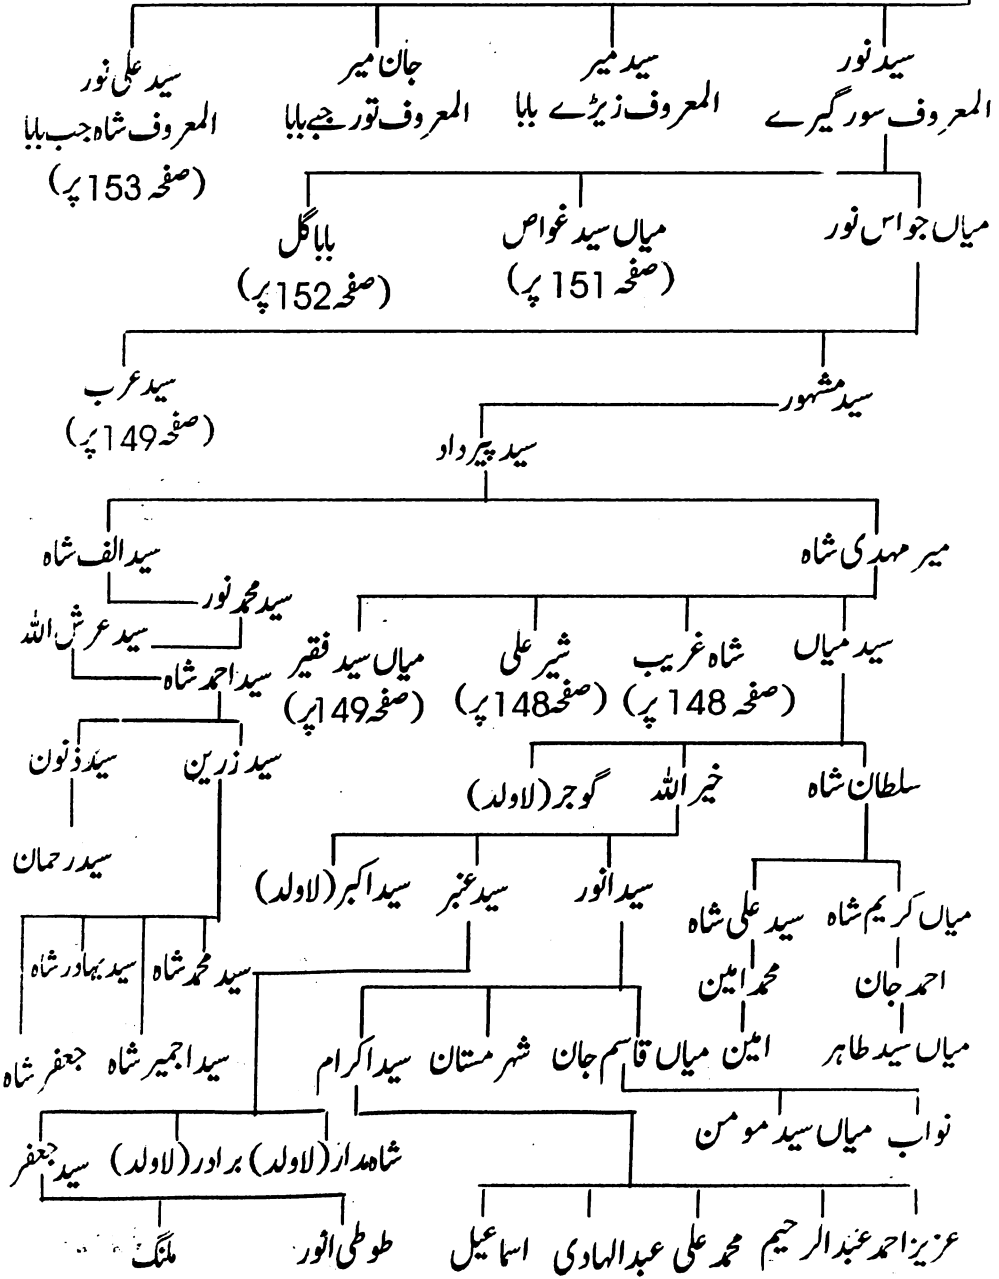 سید نور سید میر جان میر سید علی نور
المعروف سور گیرے المعروف زیڑے بابا المعروف تور جبے بابا المعروف شاہ جب بابا
(صفحہ 153 پر)
میاں جواس نور میاں سید غواص بابا گل
(صفحہ 151 پر) (صفحہ 152 پر)
سید مشہور سید عرب
(صفحہ 149 پر)
سید پیر داد
میر مہدی شاہ سید الف شاہ
سید محمد نور
سید میاں شاہ غریب شیر علی میاں سید فقیر سید عرش اللہ
(صفحہ 148 پر) (صفحہ 148 پر) (صفحہ 149 پر) سید احمد شاہ
سلطان شاہ خیر اللہ گوجر (لاولد) سید زرین سید ذنون
سید رحمان
میاں کریم شاہ سید علی شاہ سید انور سید عنبر سید اکبر (لاولد)
احمد جان محمد امین سید محمد شاہ سید بہادر شاہ
میاں سید طاہر امین میاں قاسم جان شہر مستان سید اکرام سید اجمیر شاہ جعفر شاہ
نواب میاں سید مومن
شاہ مدار (لاولد) برادر (لاولد) سید جعفر
عزیز احمد عبد الرحیم محمد علی عبد الہادی اسماعیل طوطی انور ملنگ